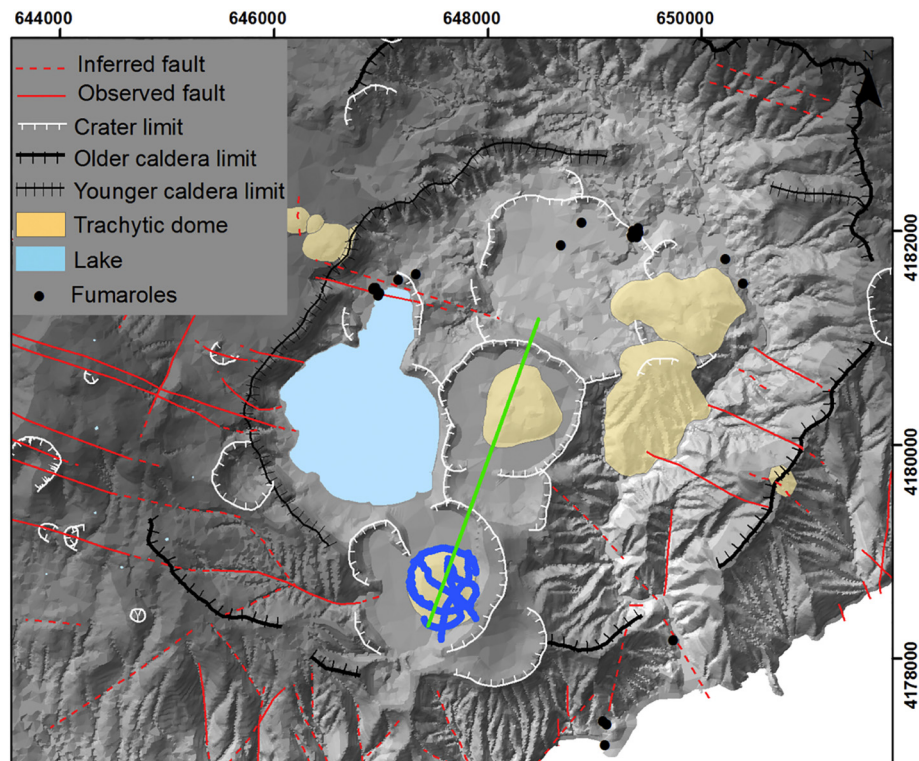 644000 646000 648000 650000
N
Inferred fault
Observed fault
Crater limit
Older caldera limit
Younger caldera limit
Trachytic dome
Lake
Fumaroles
4182000
4180000
4178000